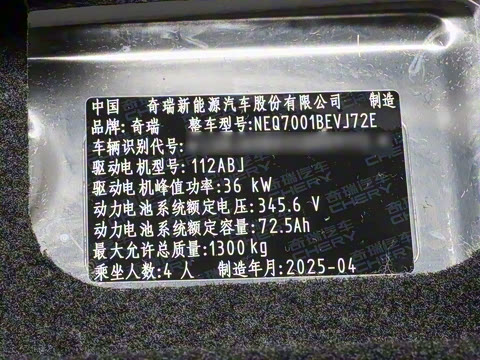 中国 奇瑞新能源汽车股份有限公司 制造
品牌:奇瑞 整车型号:NEQ7001BEVJ72E
车辆识别代号:
驱动电机型号:112ABJ
驱动电机峰值功率:36 kW
动力电池系统额定电压:345.6 V
动力电池系统额定容量:72.5Ah
最大允许总质量:1300kg
乘坐人数:4 人 制造年月:2025-04